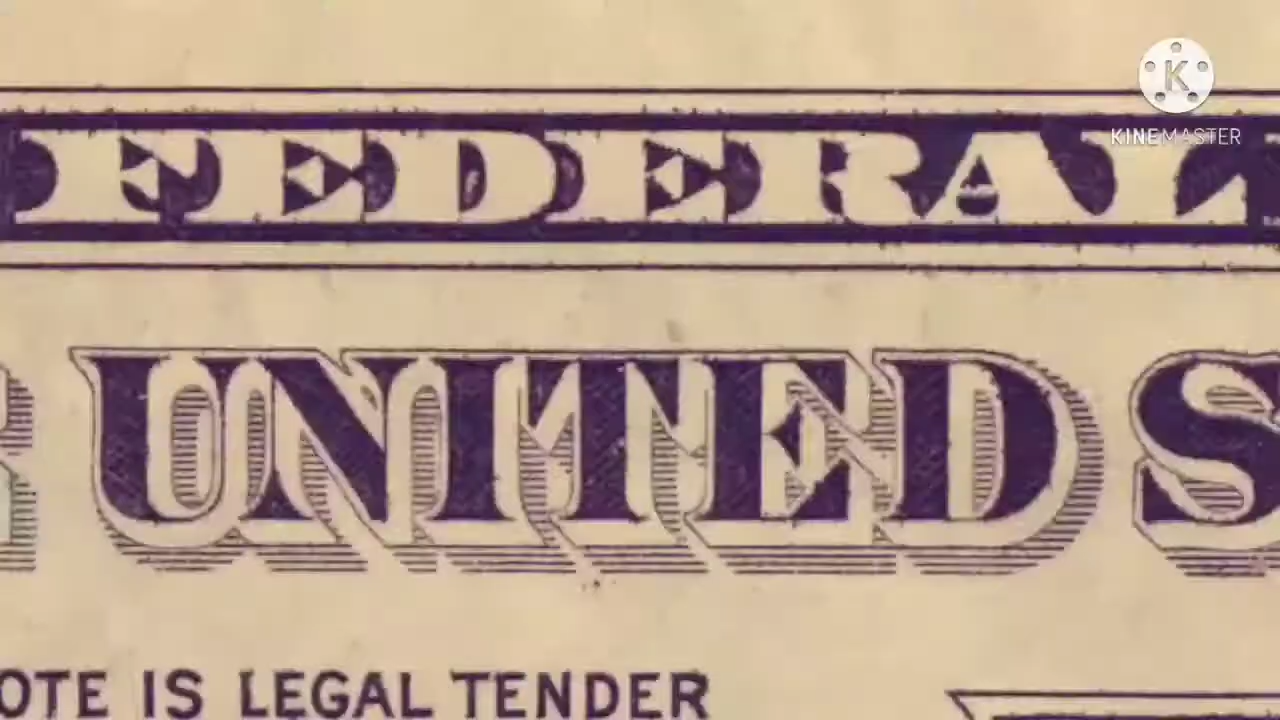 K
KINEMASTER
FEDERAL
UNITED S
OTE IS LEGAL TENDER